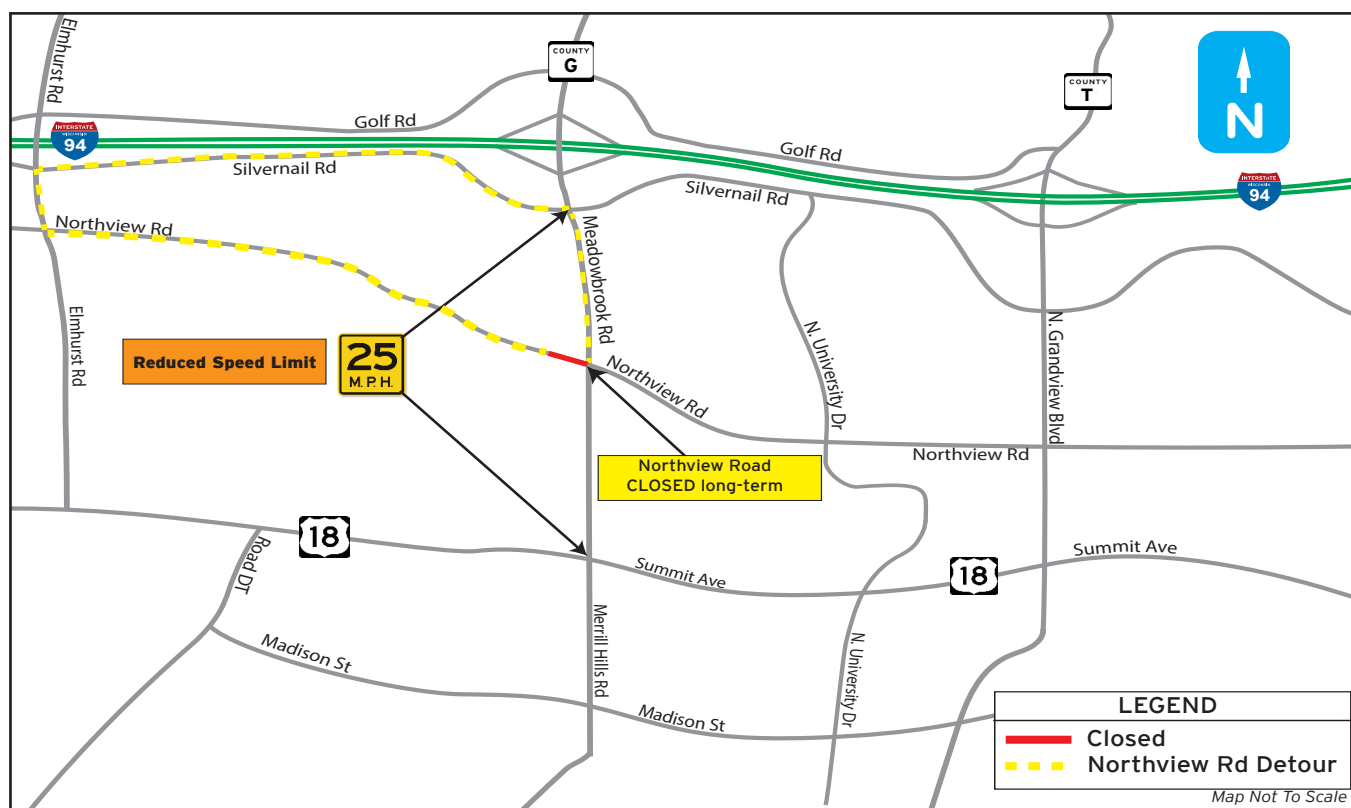 Elmhurst Rd
COUNTY
G
COUNTY
T
N
INTERSTATE
94
Golf Rd
Golf Rd
Silvernail Rd
Silvernail Rd
INTERSTATE
94
Northview Rd
Meadowbrook Rd
Elmhurst Rd
N. University Dr
N. Grandview Blvd
Reduced Speed Limit
25
M. P. H.
Northview Rd
Northview Rd
Northview Road
CLOSED long-term
18
Road DT
Summit Ave
18
Summit Ave
Merrill Hills Rd
Madison St
N. University Dr
Madison St
LEGEND
Closed
Northview Rd Detour
Map Not To Scale